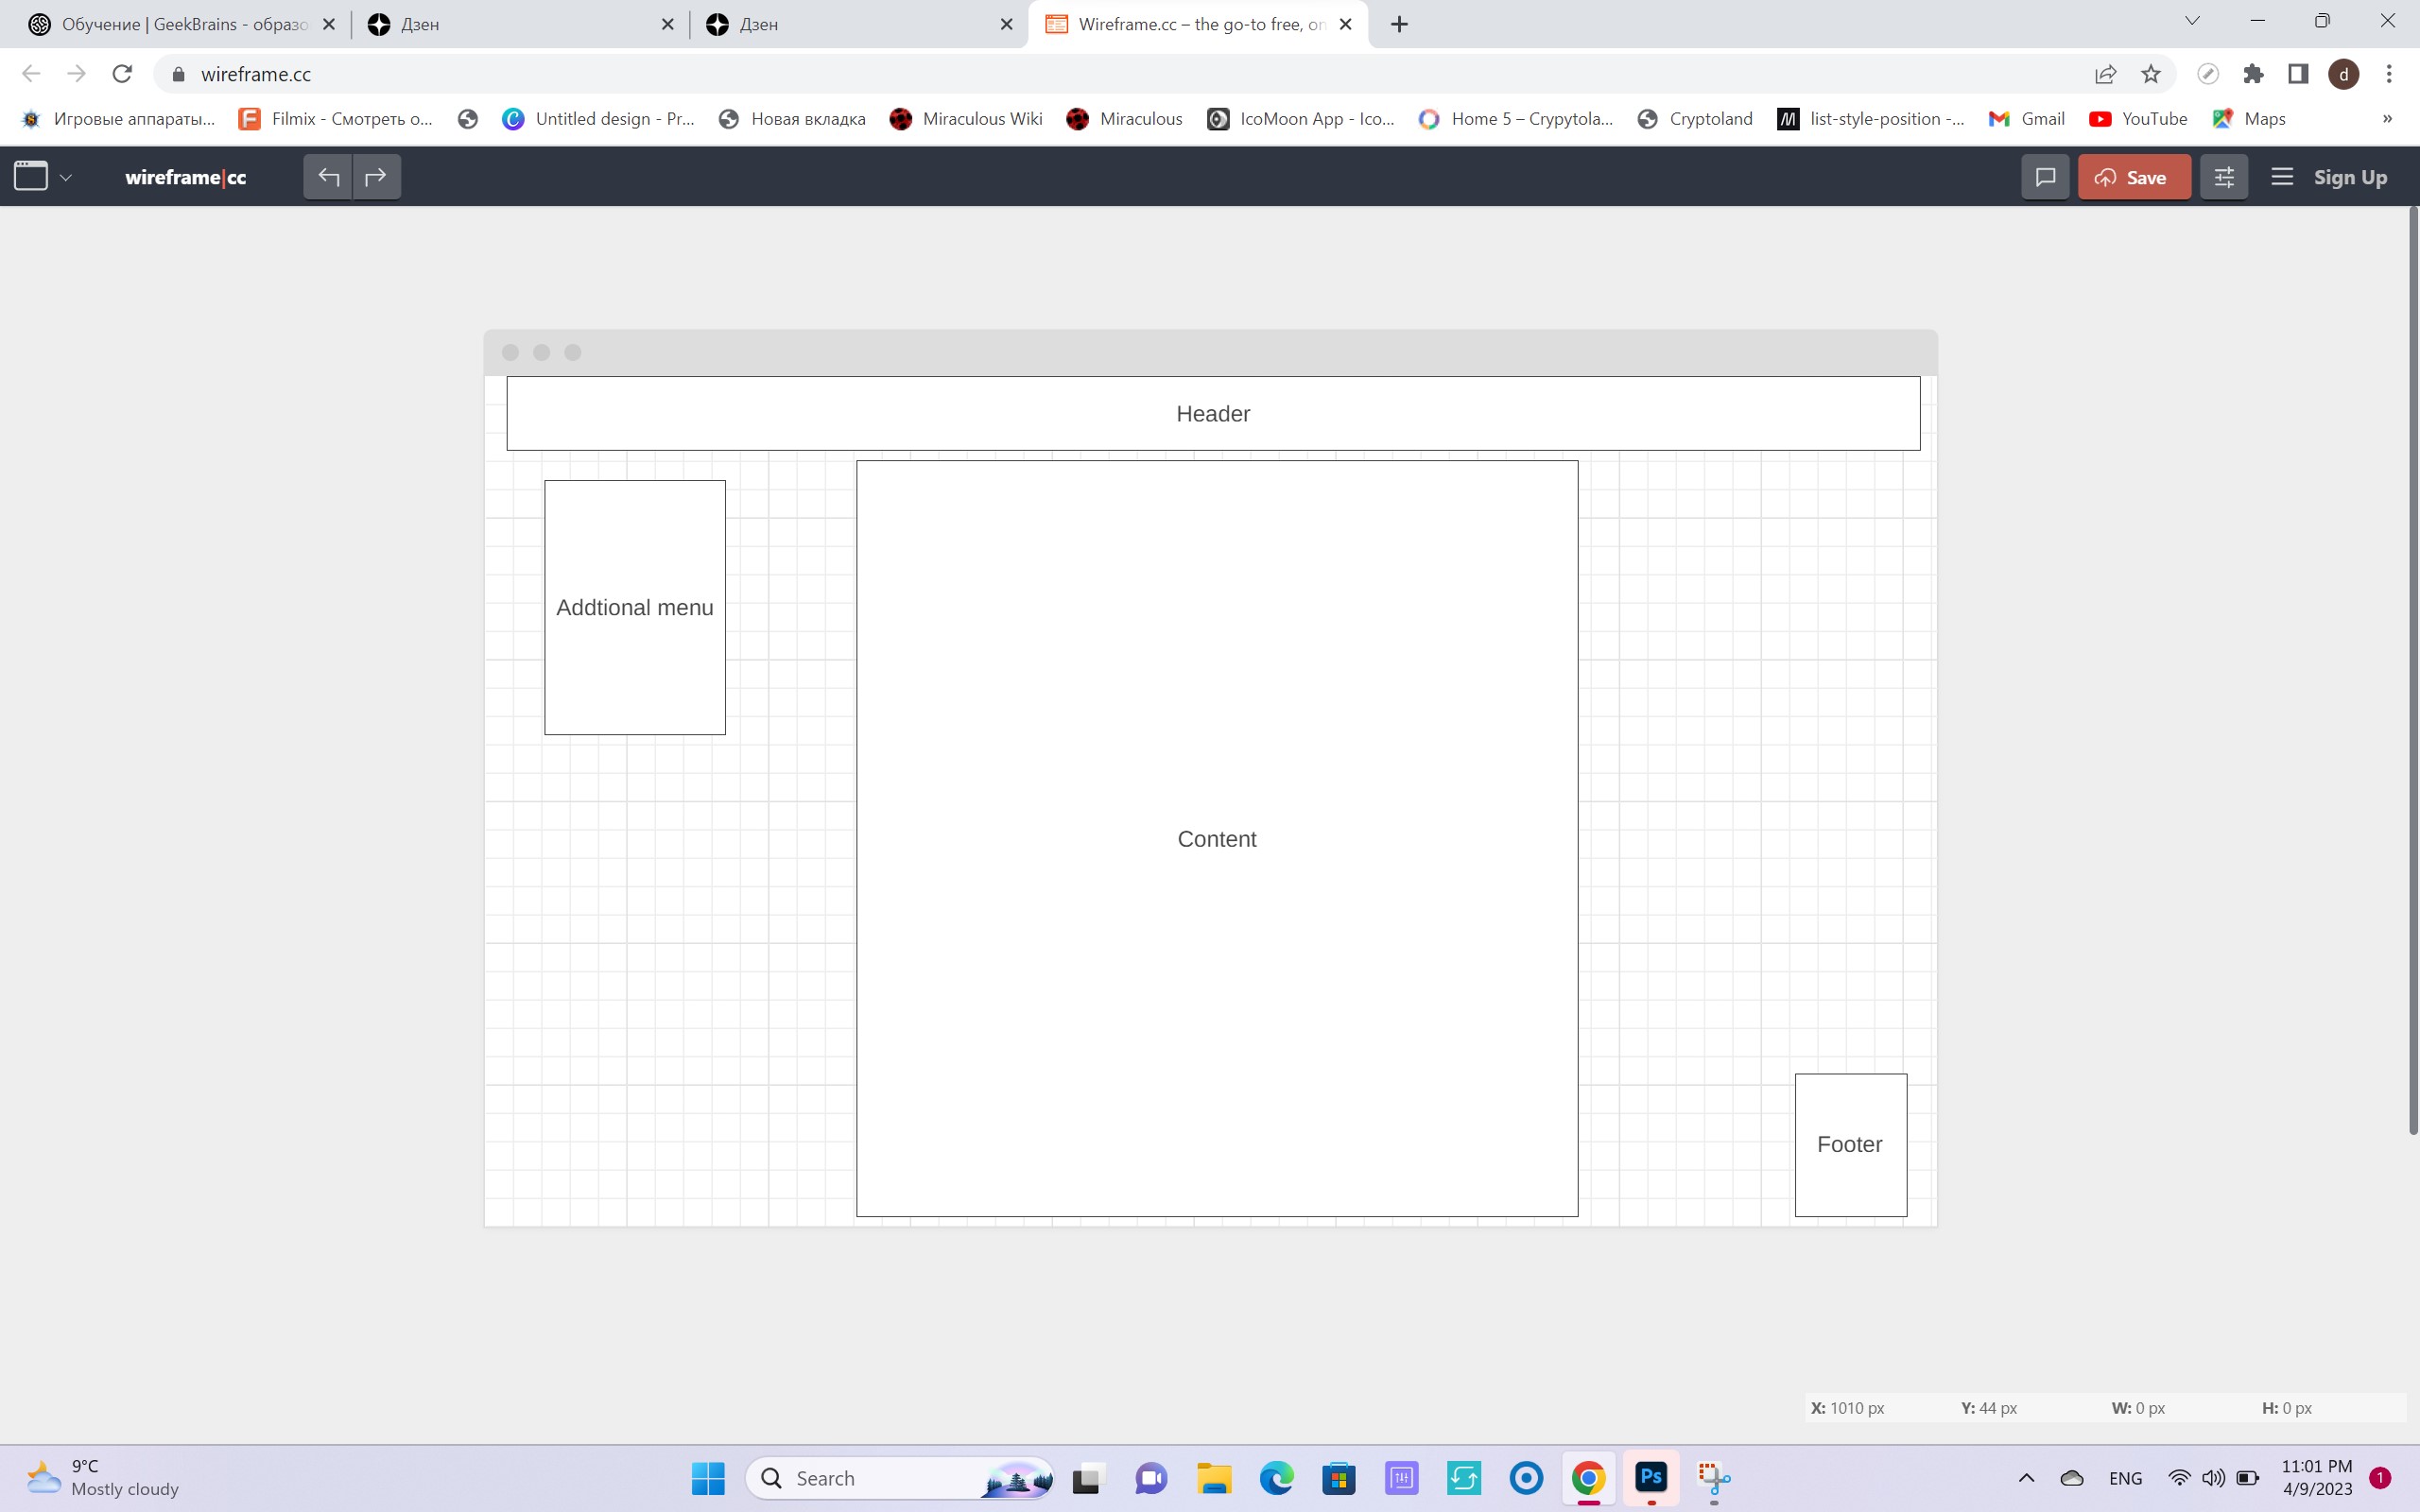 Обучение | GeekBrains - образо
Дзен
Дзен
Wireframe.cc – the go-to free, on
wireframe.cc
d
Игровые аппараты...
Filmix - Смотреть о...
Untitled design - Pr...
Новая вкладка
Miraculous Wiki
Miraculous
IcoMoon App - Ico...
Home 5 – Crypytola...
Cryptoland
list-style-position -...
Gmail
YouTube
Maps
»
wireframe|cc
Save
Sign Up
Header
Addtional menu
Content
Footer
X: 1010 px
Y: 44 px
W: 0 px
H: 0 px
9°C
Mostly cloudy
Search
Ps
ENG
11:01 PM
4/9/2023
1